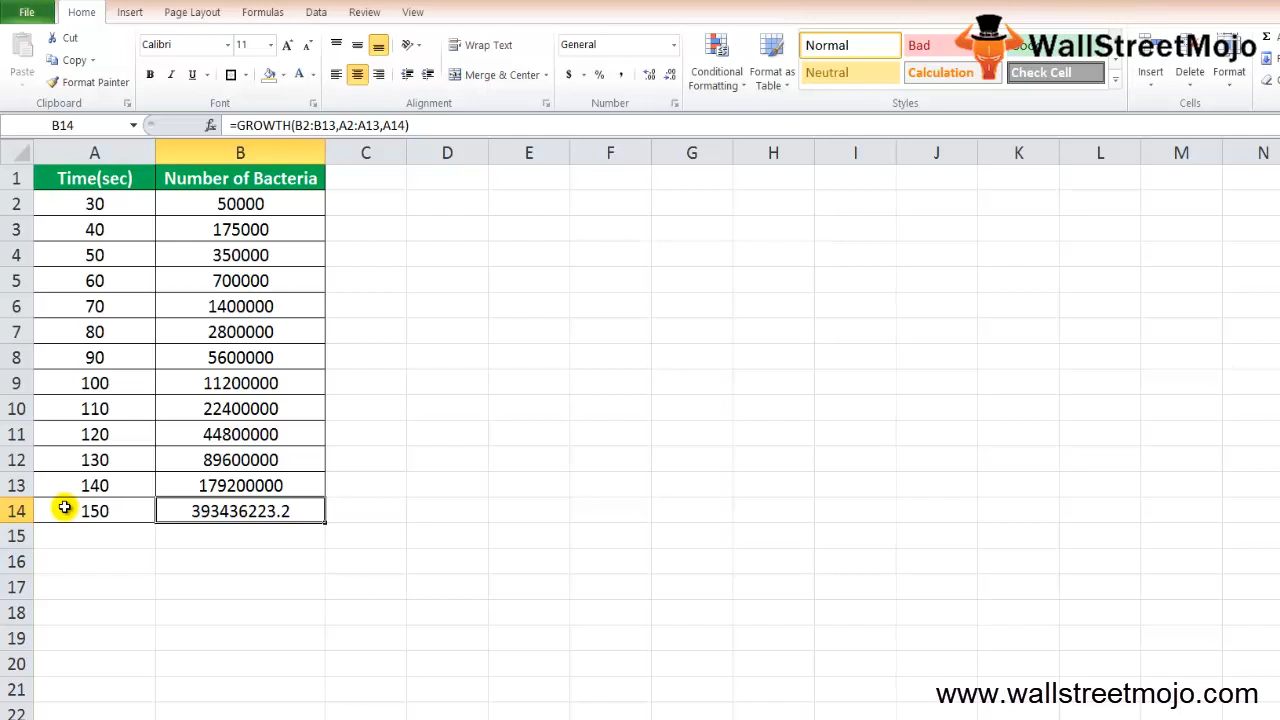 File Home Insert Page Layout Formulas Data Review View
Cut
Copy
Format Painter
Paste
Clipboard
Calibri 11
B I U
Font
Wrap Text
Merge & Center
Alignment
General
$ % ,
Number
Conditional Formatting
Format as Table
Normal Bad
Neutral Calculation Check Cell
Styles
WallStreetMojo
Insert Delete Format
Cells
B14 fx =GROWTH(B2:B13,A2:A13,A14)
A B C D E F G H I J K L M N
1 Time(sec) Number of Bacteria
2 30 50000
3 40 175000
4 50 350000
5 60 700000
6 70 1400000
7 80 2800000
8 90 5600000
9 100 11200000
10 110 22400000
11 120 44800000
12 130 89600000
13 140 179200000
14 150 393436223.2
15
16
17
18
19
20
21
22
www.wallstreetmojo.com